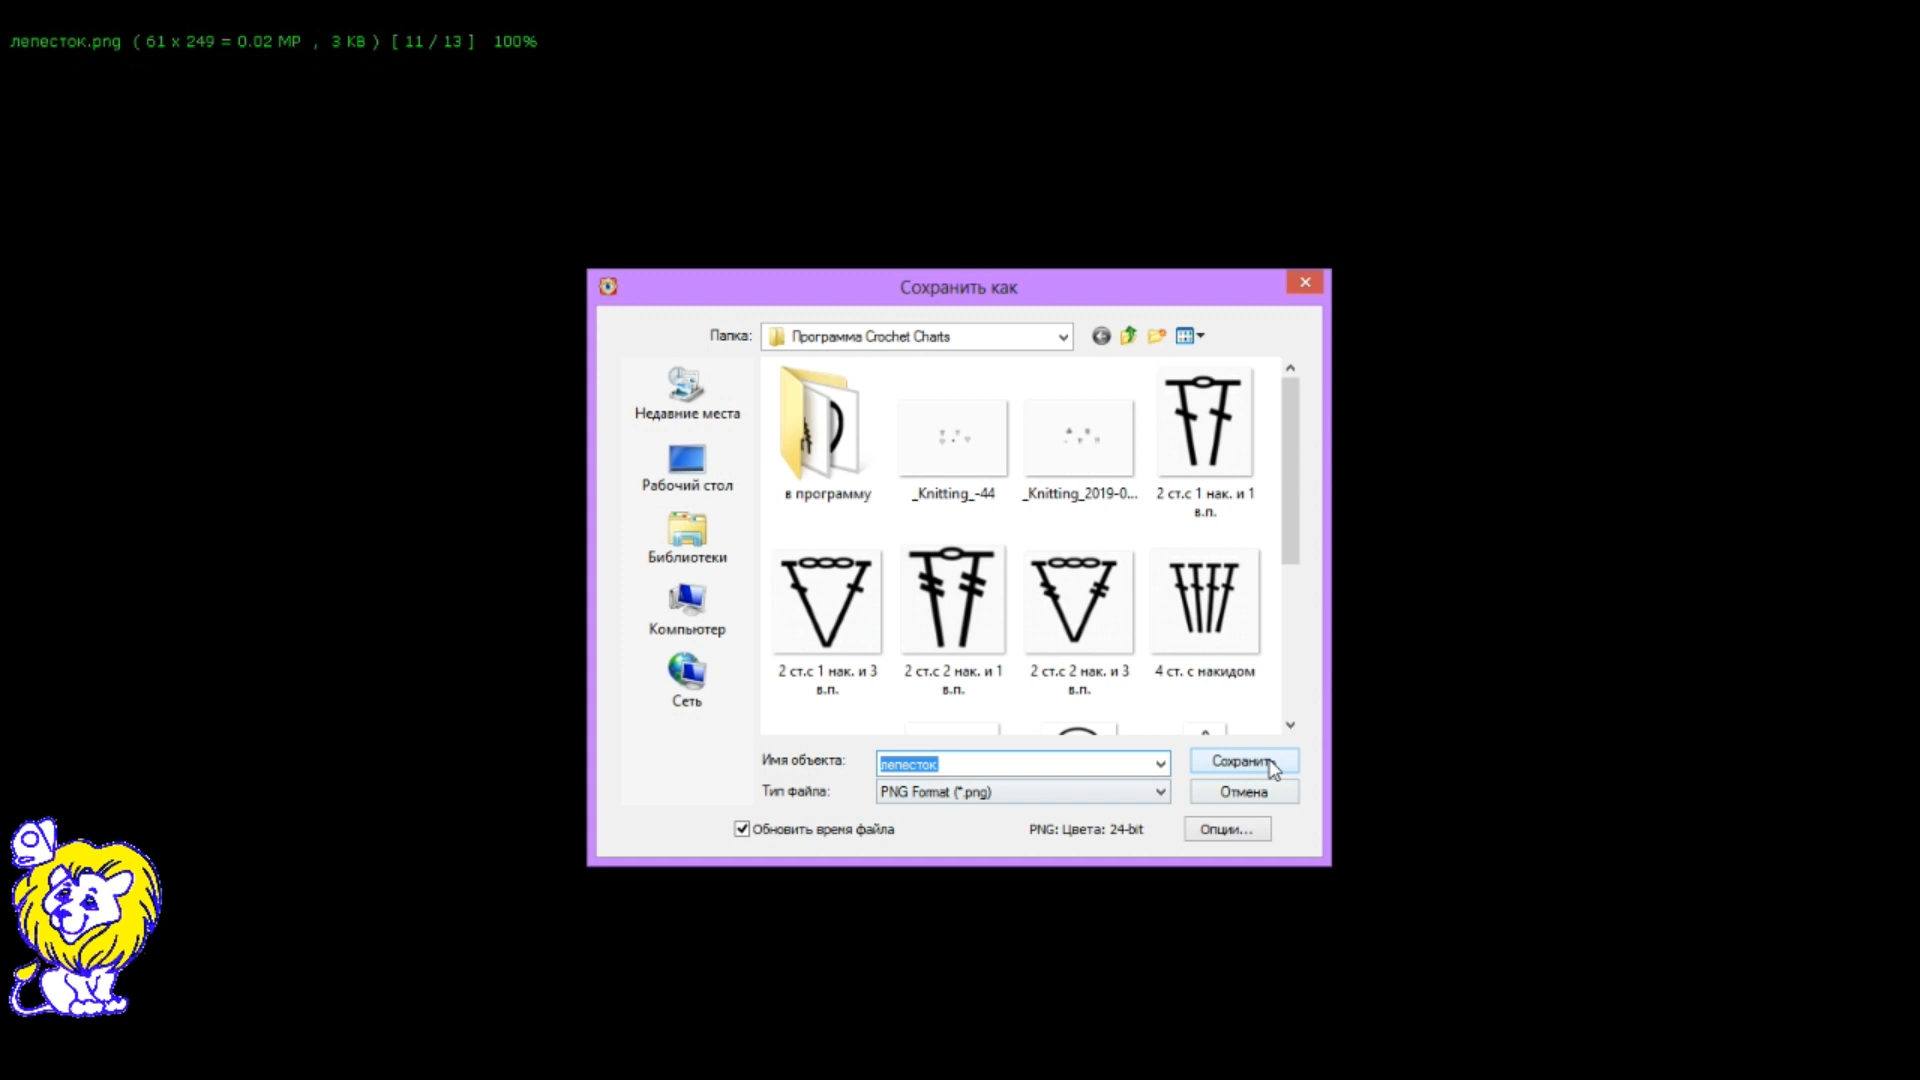 лепесток.png ( 61 x 249 = 0.02 MP , 3 KB ) [ 11 / 13 ] 100%
Сохранить как
Папка: Программа Crochet Charts
Недавние места
Рабочий стол
Библиотеки
Компьютер
Сеть
в программу
_Knitting_-44
_Knitting_2019-0...
2 ст.с 1 нак. и 1
в.п.
2 ст.с 1 нак. и 3
в.п.
2 ст.с 2 нак. и 1
в.п.
2 ст.с 2 нак. и 3
в.п.
4 ст. с накидом
Имя объекта: лепесток
Сохранить
Тип файла: PNG Format (*.png)
Отмена
Обновить время файла
PNG: Цвета: 24-bit
Опции...